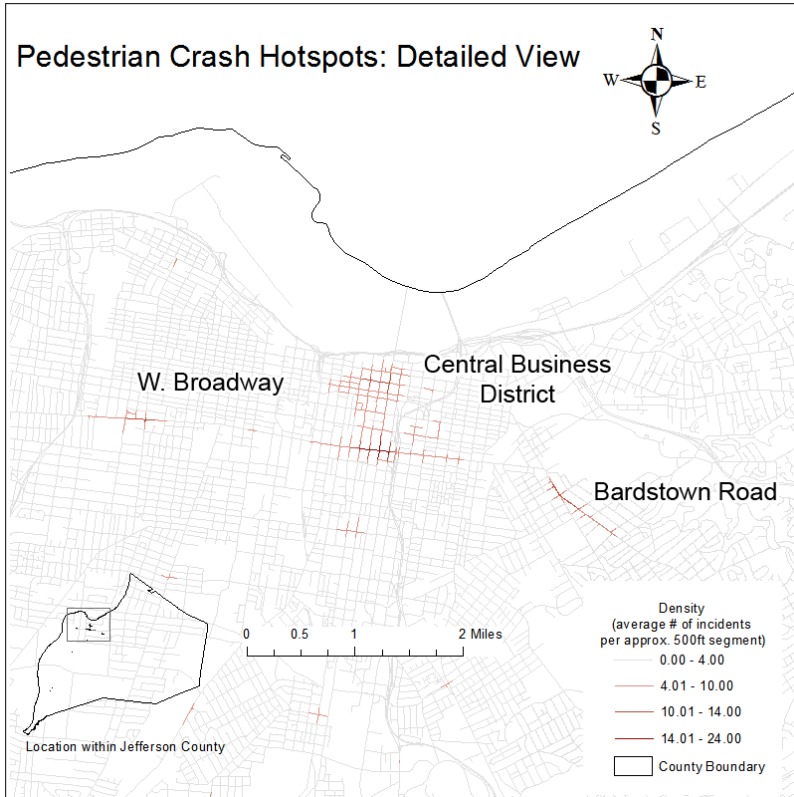 Pedestrian Crash Hotspots: Detailed View
N
W
E
S
Central Business
District
W. Broadway
Bardstown Road
Density
(average # of incidents
per approx. 500ft segment)
0.00 - 4.00
4.01 - 10.00
10.01 - 14.00
14.01 - 24.00
County Boundary
0 0.5 1 2 Miles
Location within Jefferson County